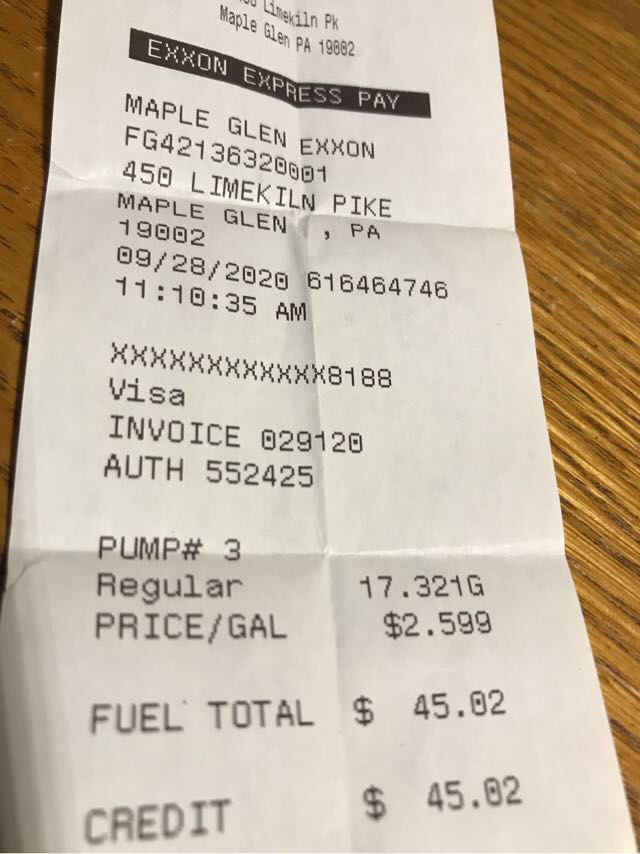 Limekiln Pk
Maple Glen PA 19002
EXXON EXPRESS PAY
MAPLE GLEN EXXON
FG42136320001
450 LIMEKILN PIKE
MAPLE GLEN , PA
19002
09/28/2020 616464746
11:10:35 AM
XXXXXXXXXXXX8188
Visa
INVOICE 029120
AUTH 552425
PUMP# 3
Regular 17.321G
PRICE/GAL $2.599
FUEL TOTAL $ 45.02
CREDIT $ 45.02